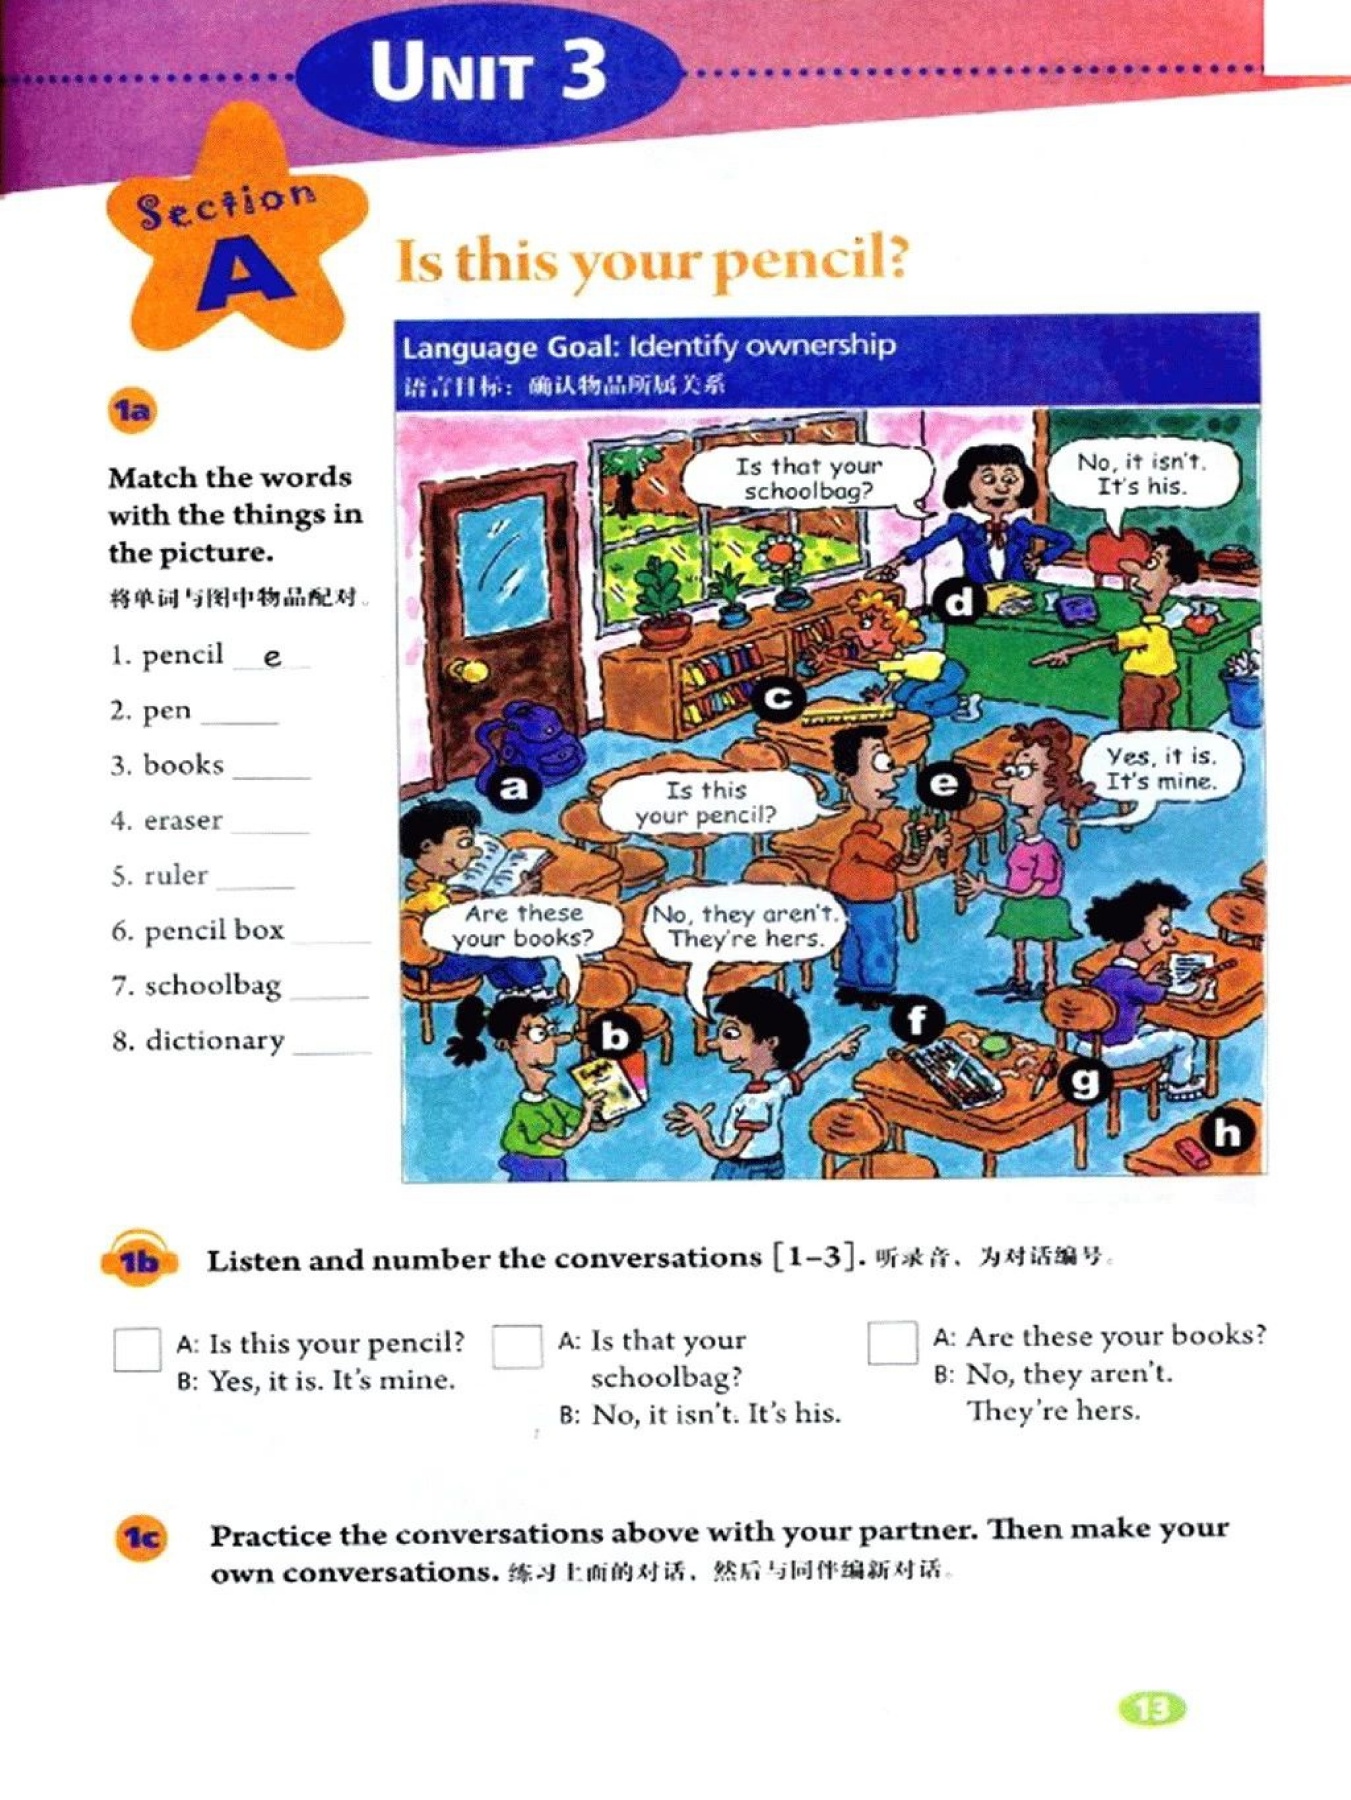 UNIT 3
Section
A
Is this your pencil?
Language Goal: Identify ownership
语言目标：确认物品所属关系
1a
Match the words
with the things in
the picture.
将单词与图中物品配对。
1. pencil e
2. pen
3. books
4. eraser
5. ruler
6. pencil box
7. schoolbag
8. dictionary
Is that your
schoolbag?
No, it isn't.
It's his.
d
c
a
Is this
your pencil?
e
Yes, it is.
It's mine.
Are these
your books?
No, they aren't.
They're hers.
b
f
g
h
1b
Listen and number the conversations [1–3]. 听录音，为对话编号。
A: Is this your pencil?
B: Yes, it is. It's mine.
A: Is that your
schoolbag?
B: No, it isn't. It's his.
A: Are these your books?
B: No, they aren't.
They're hers.
1c
Practice the conversations above with your partner. Then make your
own conversations. 练习上面的对话，然后与同伴编新对话。
13